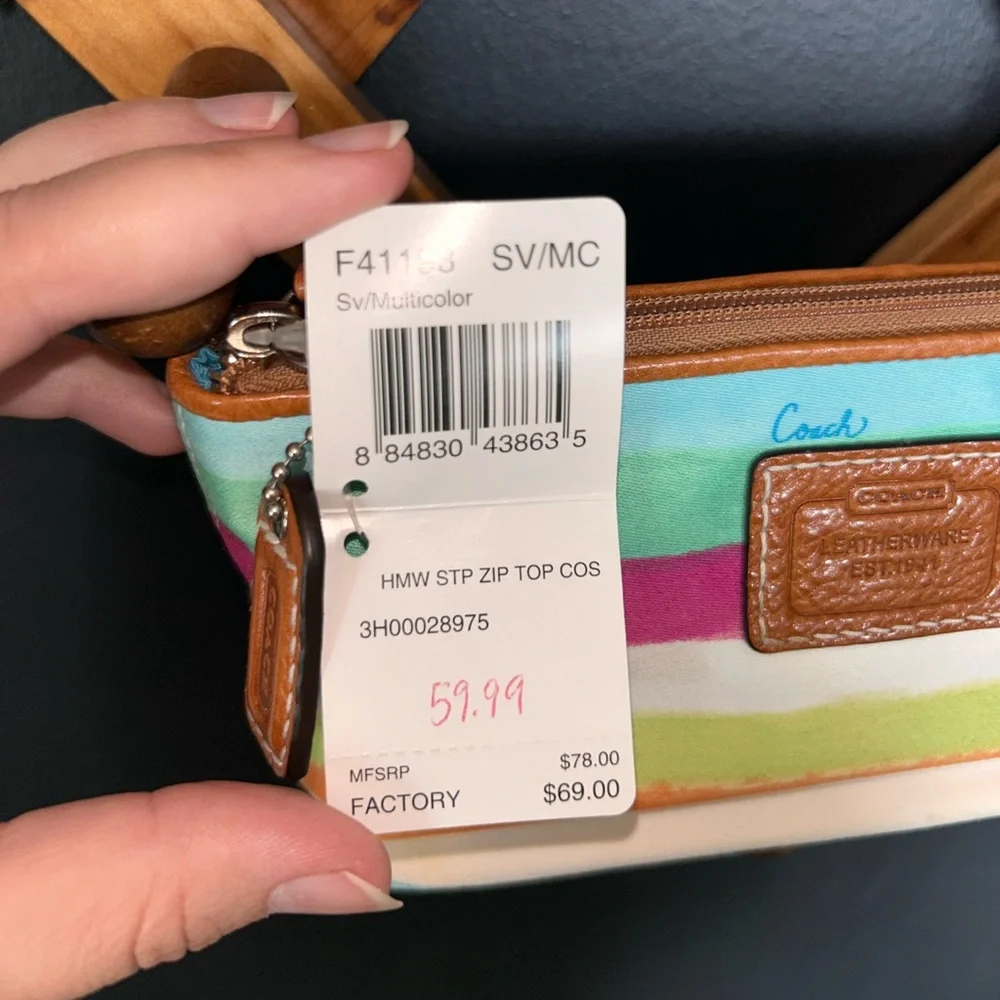 SV/MC
Sv/Multicolor
8 84830 43863 5
HMW STP ZIP TOP COS
3H00028975
59.99
MFSRP $78.00
FACTORY $69.00
Coach
COACH
LEATHERWARE
EST.1941
COACH